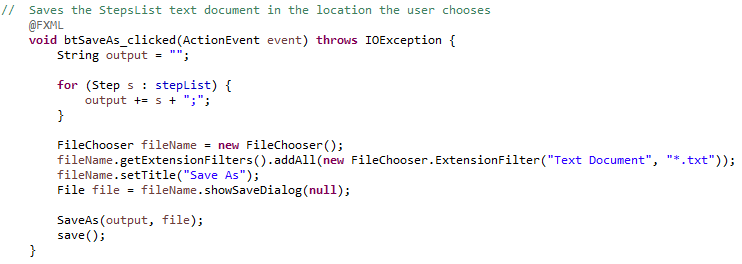 //  Saves the StepsList text document in the location the user chooses
    @FXML
    void btSaveAs_clicked(ActionEvent event) throws IOException {
        String output = "";

        for (Step s : stepList) {
            output += s + ";";
        }

        FileChooser fileName = new FileChooser();
        fileName.getExtensionFilters().addAll(new FileChooser.ExtensionFilter("Text Document", "*.txt"));
        fileName.setTitle("Save As");
        File file = fileName.showSaveDialog(null);

        SaveAs(output, file);
        save();
    }